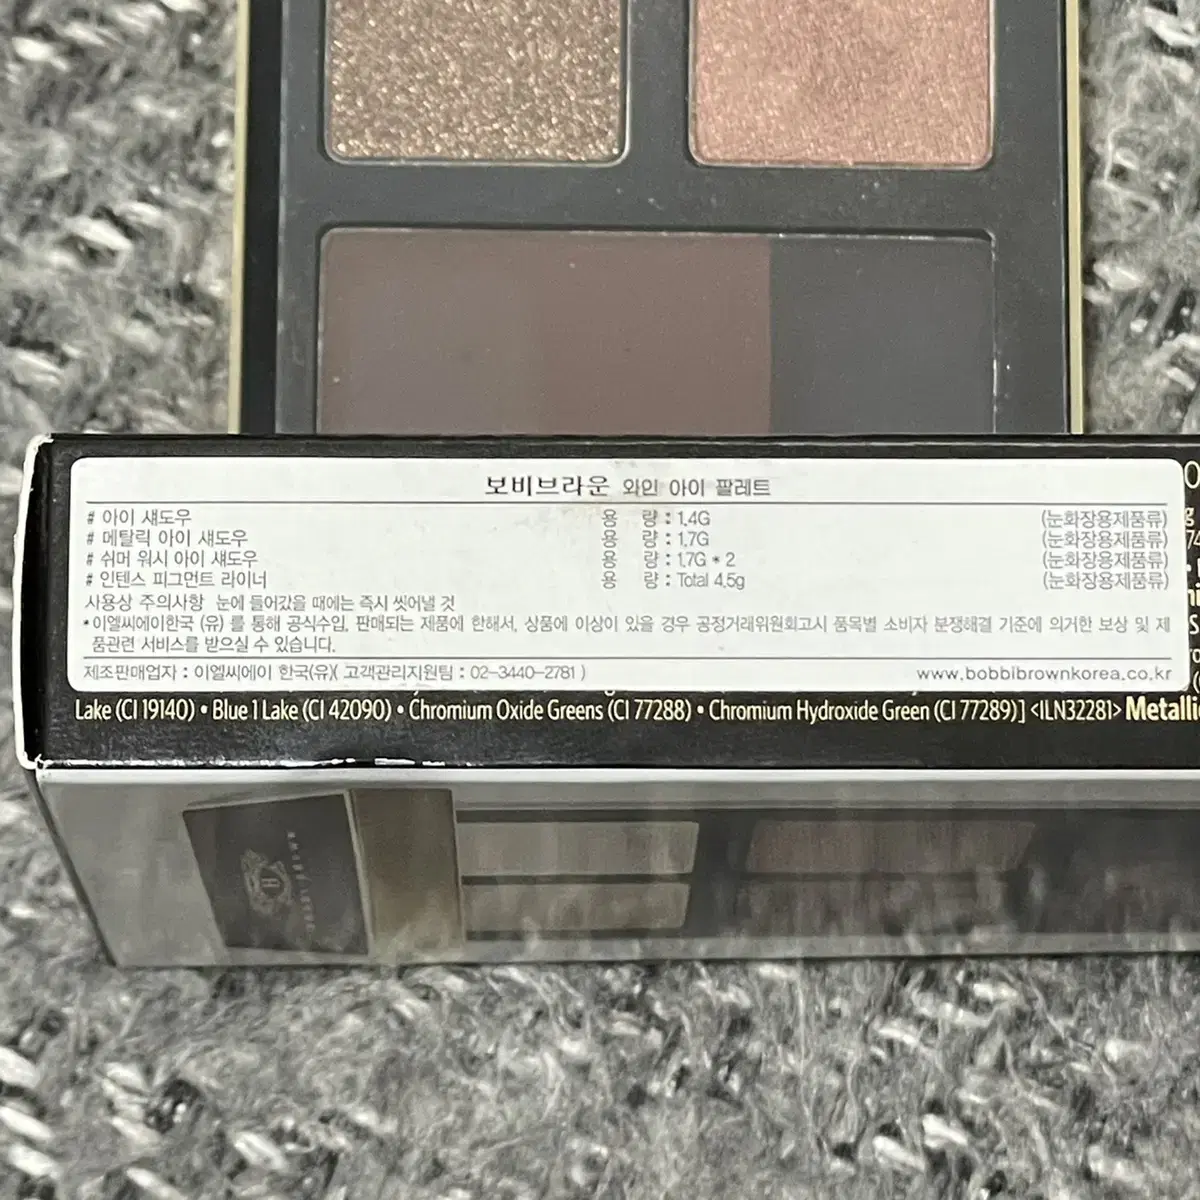 보비브라운 와인 아이 팔레트
# 아이 섀도우 용 량 : 1.4G (눈화장용제품류)
# 메탈릭 아이 섀도우 용 량 : 1.7G (눈화장용제품류)
# 쉬머 워시 아이 섀도우 용 량 : 1.7G * 2 (눈화장용제품류)
# 인텐스 피그먼트 라이너 용 량 : Total 4.5g (눈화장용제품류)
사용상 주의사항 눈에 들어갔을 때에는 즉시 씻어낼 것
*이엘씨에이한국 (유) 를 통해 공식수입, 판매되는 제품에 한해서, 상품에 이상이 있을 경우 공정거래위원회고시 품목별 소비자 분쟁해결 기준에 의거한 보상 및 제
품관련 서비스를 받으실 수 있습니다.
제조판매업자 : 이엘씨에이 한국(유)( 고객관리지원팀 : 02-3440-2781 ) www.bobbibrownkorea.co.kr
Lake (CI 19140) • Blue 1 Lake (CI 42090) • Chromium Oxide Greens (CI 77288) • Chromium Hydroxide Green (CI 77289)] <ILN32281> Metallic
BOBBI BROWN